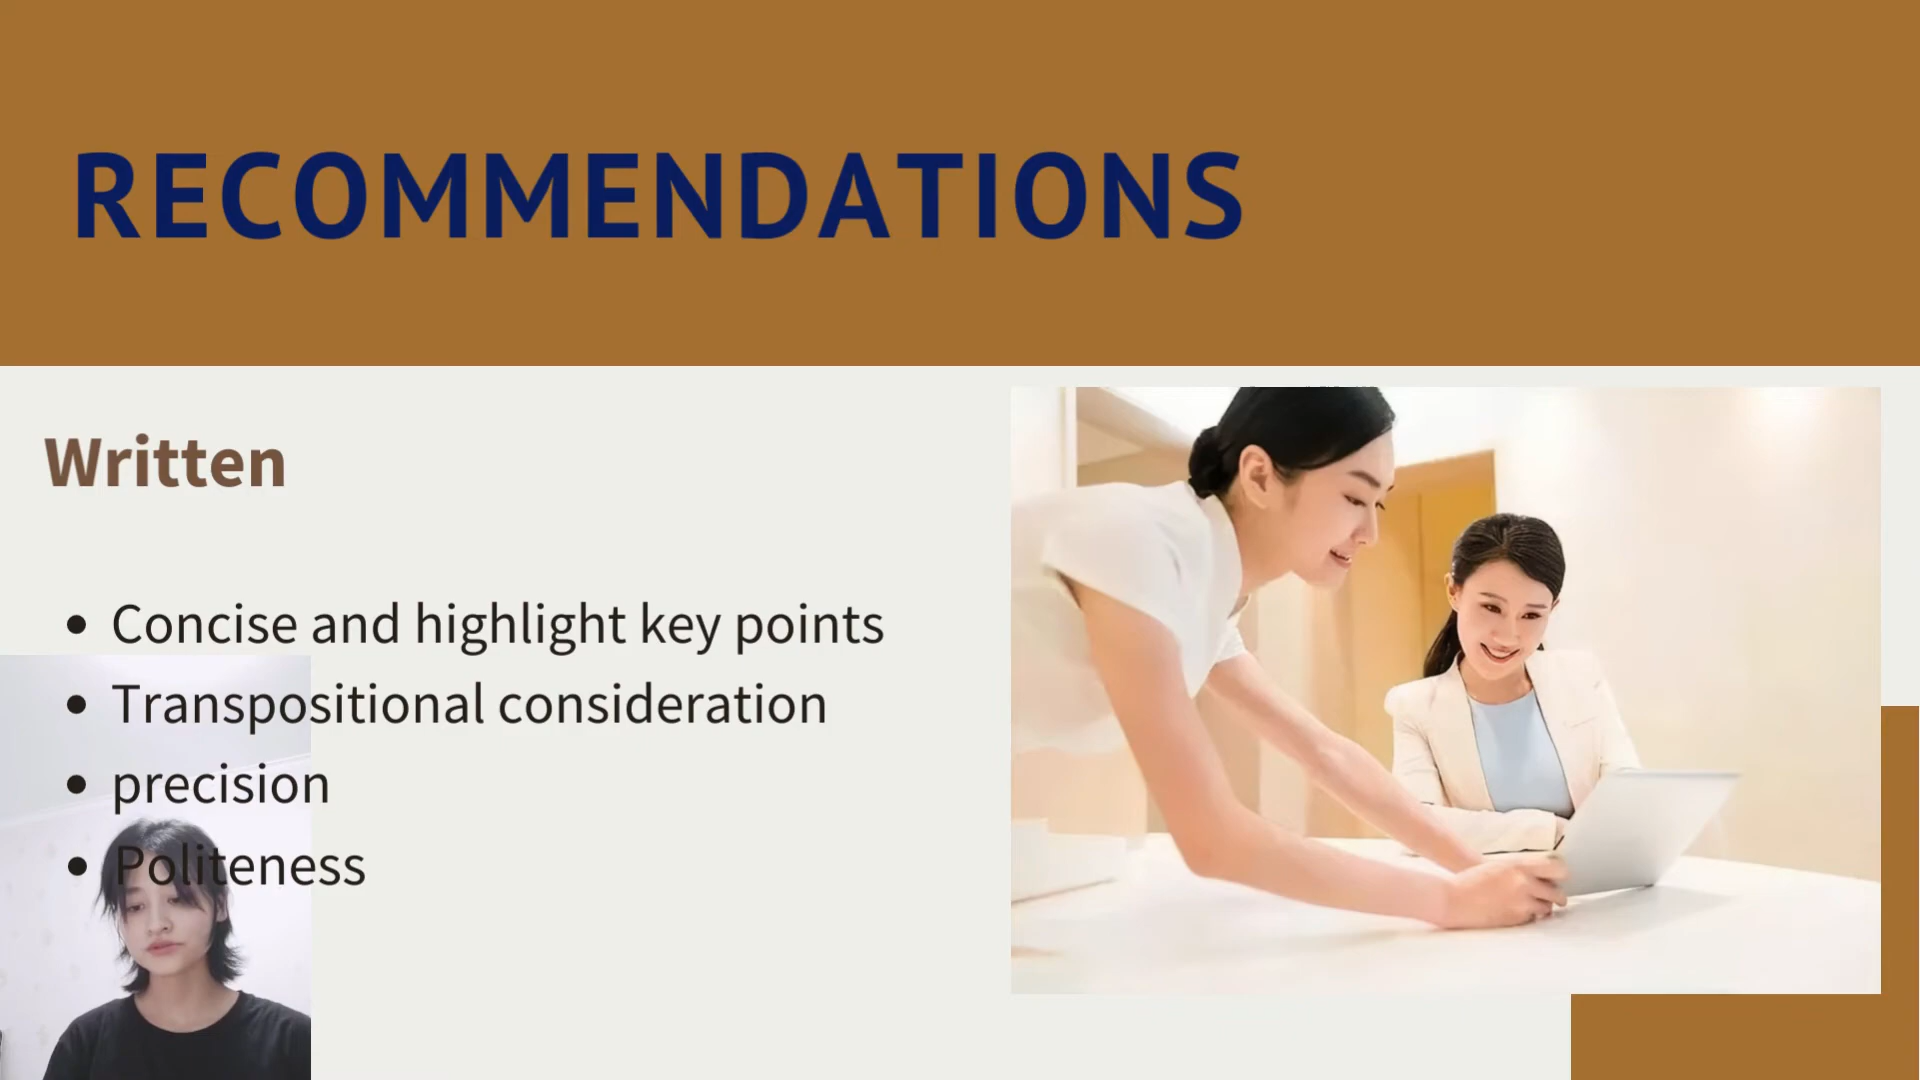 RECOMMENDATIONS
Written
• Concise and highlight key points
• Transpositional consideration
• precision
• Politeness